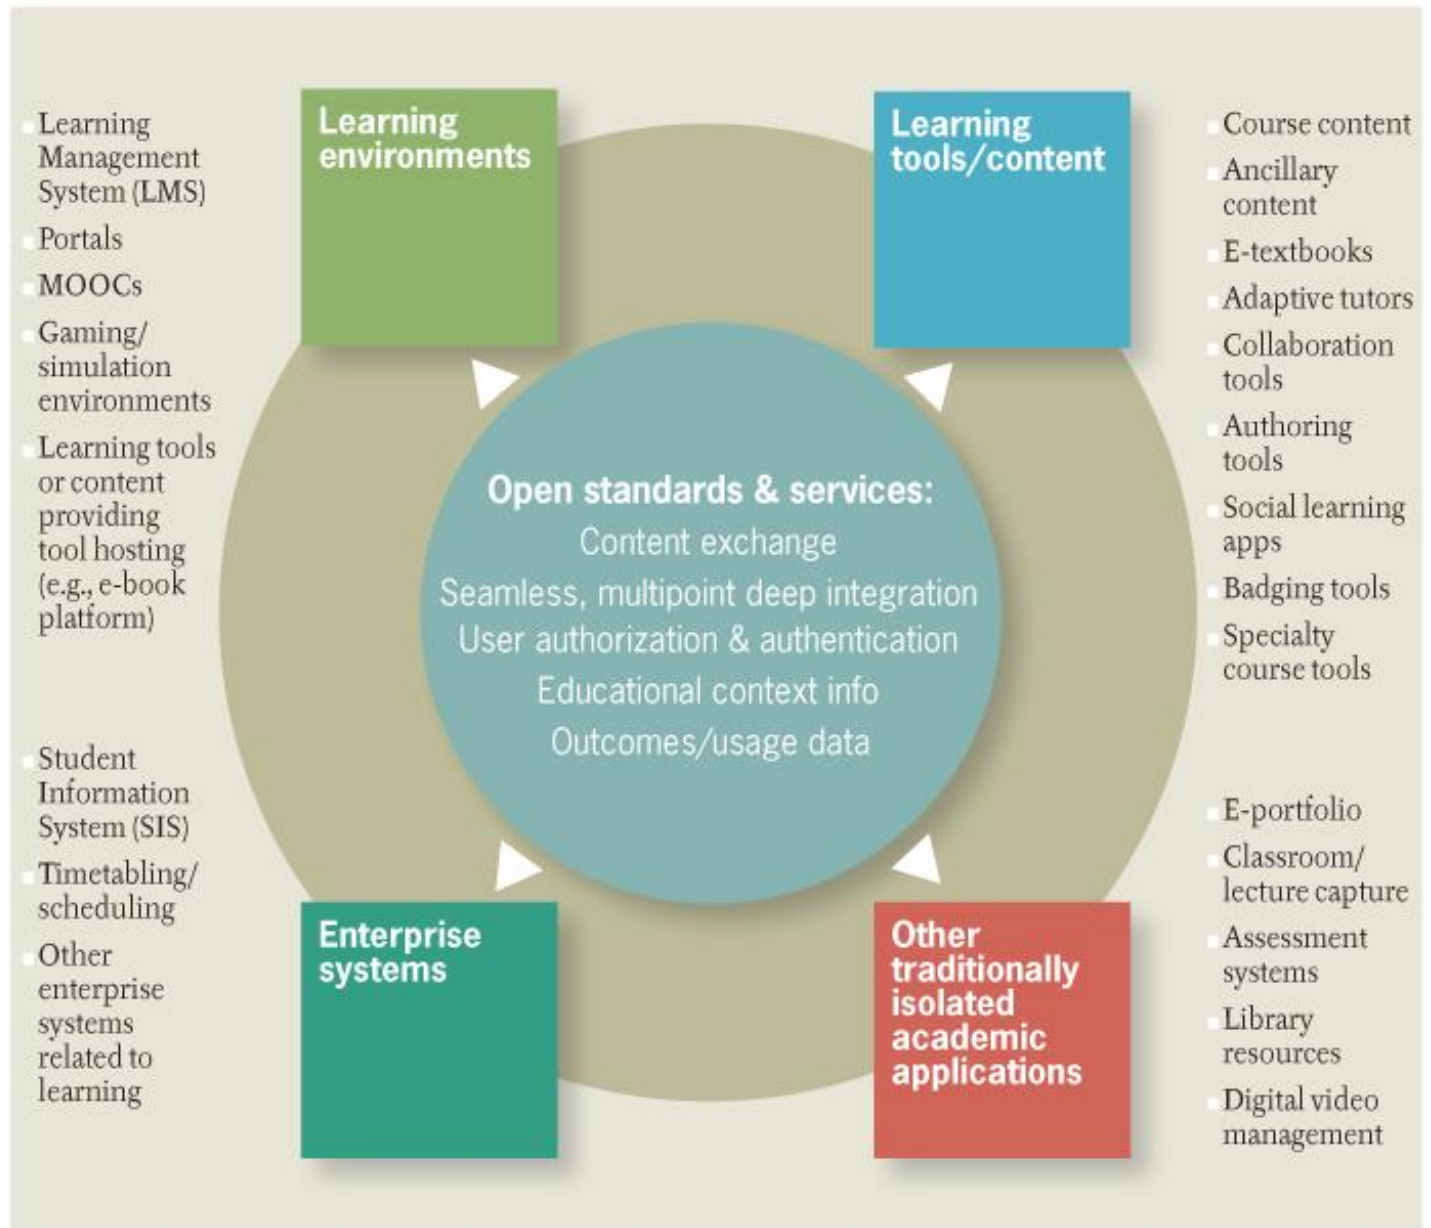 Learning
Management
System (LMS)
Portals
MOOCs
Gaming/
simulation
environments
Learning tools
or content
providing
tool hosting
(e.g., e-book
platform)
Learning
environments
Learning
tools/content
Course content
Ancillary
content
E-textbooks
Adaptive tutors
Collaboration
tools
Authoring
tools
Social learning
apps
Badging tools
Specialty
course tools
Open standards & services:
Content exchange
Seamless, multipoint deep integration
User authorization & authentication
Educational context info
Outcomes/usage data
Student
Information
System (SIS)
Timetabling/
scheduling
Other
enterprise
systems
related to
learning
Enterprise
systems
Other
traditionally
isolated
academic
applications
E-portfolio
Classroom/
lecture capture
Assessment
systems
Library
resources
Digital video
management